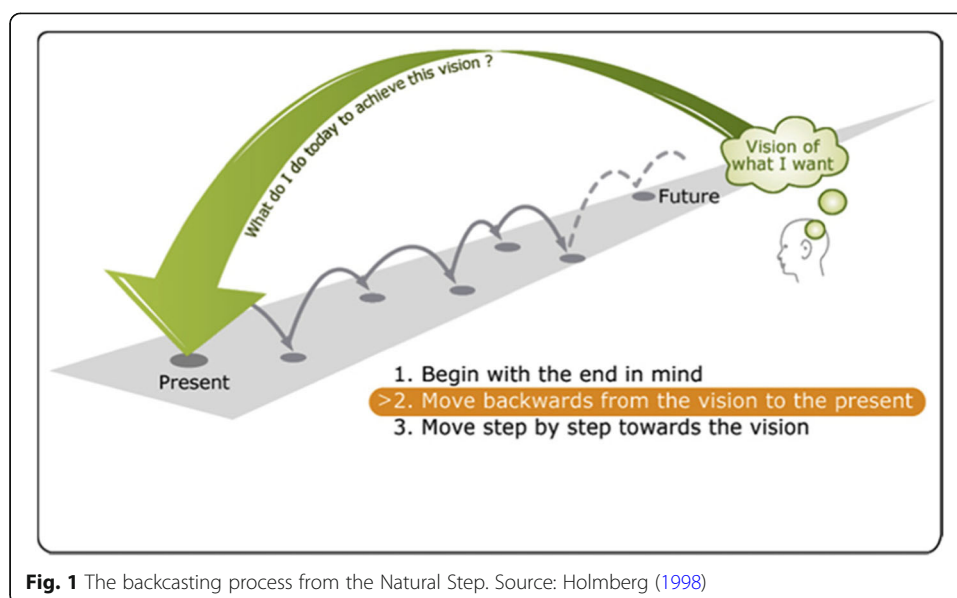 What do I do today to achieve this vision ?
Vision of
what I want
Future
Present
1. Begin with the end in mind
>2. Move backwards from the vision to the present
3. Move step by step towards the vision
Fig. 1 The backcasting process from the Natural Step. Source: Holmberg (1998)